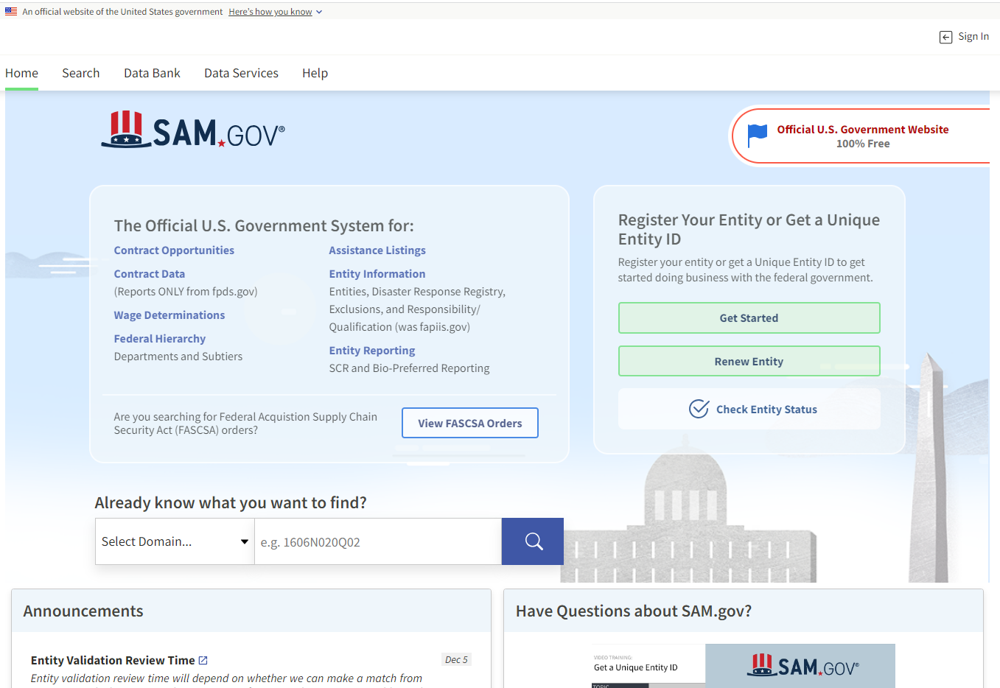 An official website of the United States government Here's how you know
Sign In
Home Search Data Bank Data Services Help
SAM.GOV®
Official U.S. Government Website
100% Free
The Official U.S. Government System for:
Contract Opportunities
Contract Data
(Reports ONLY from fpds.gov)
Wage Determinations
Federal Hierarchy
Departments and Subtiers
Assistance Listings
Entity Information
Entities, Disaster Response Registry,
Exclusions, and Responsibility/
Qualification (was fapiis.gov)
Entity Reporting
SCR and Bio-Preferred Reporting
Are you searching for Federal Acquistion Supply Chain
Security Act (FASCSA) orders?
View FASCSA Orders
Register Your Entity or Get a Unique
Entity ID
Register your entity or get a Unique Entity ID to get
started doing business with the federal government.
Get Started
Renew Entity
Check Entity Status
Already know what you want to find?
Select Domain... e.g. 1606N020Q02
Announcements
Entity Validation Review Time Dec 5
Entity validation review time will depend on whether we can make a match from
Have Questions about SAM.gov?
VIDEO TRAINING:
Get a Unique Entity ID
TOPIC
SAM.GOV®